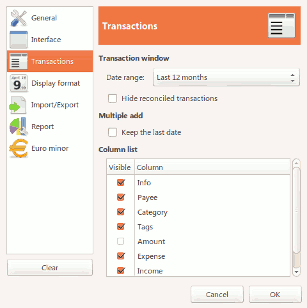 General
Interface
Transactions
Display format
Import/Export
Report
Euro minor
Clear
Transactions
Transaction window
Date range: Last 12 months
Hide reconciled transactions
Multiple add
Keep the last date
Column list
Visible Column
Info
Payee
Category
Tags
Amount
Expense
Income
Cancel OK